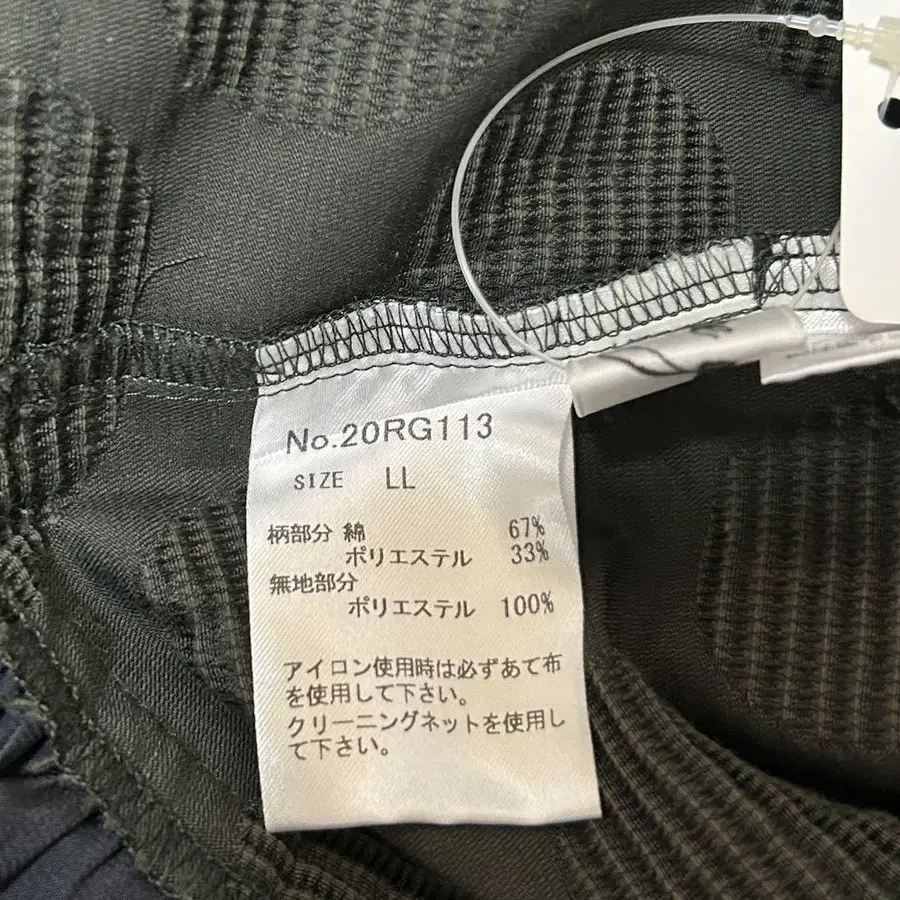 No.20RG113
SIZE LL
柄部分 綿 67%
ポリエステル 33%
無地部分
ポリエステル 100%
アイロン使用時は必ずあて布
を使用して下さい。
クリーニングネットを使用し
て下さい。